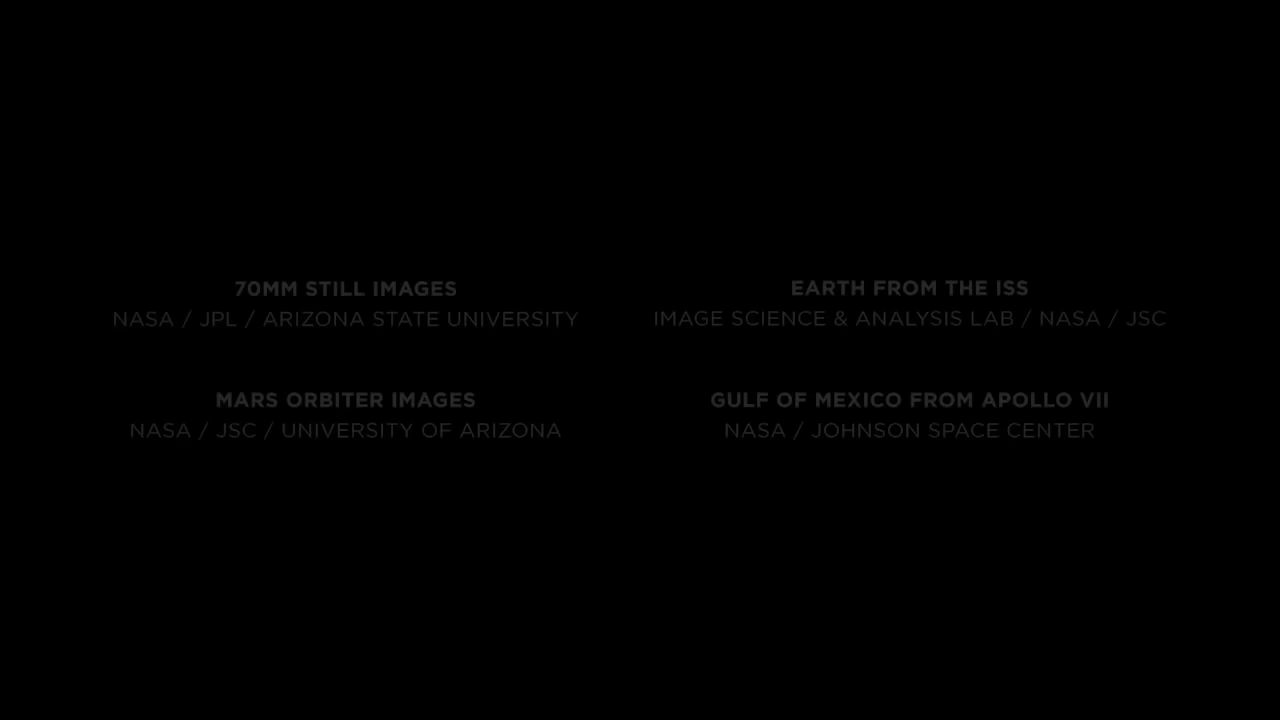 70MM STILL IMAGES
NASA / JPL / ARIZONA STATE UNIVERSITY
EARTH FROM THE ISS
IMAGE SCIENCE & ANALYSIS LAB / NASA / JSC
MARS ORBITER IMAGES
NASA / JSC / UNIVERSITY OF ARIZONA
GULF OF MEXICO FROM APOLLO VII
NASA / JOHNSON SPACE CENTER